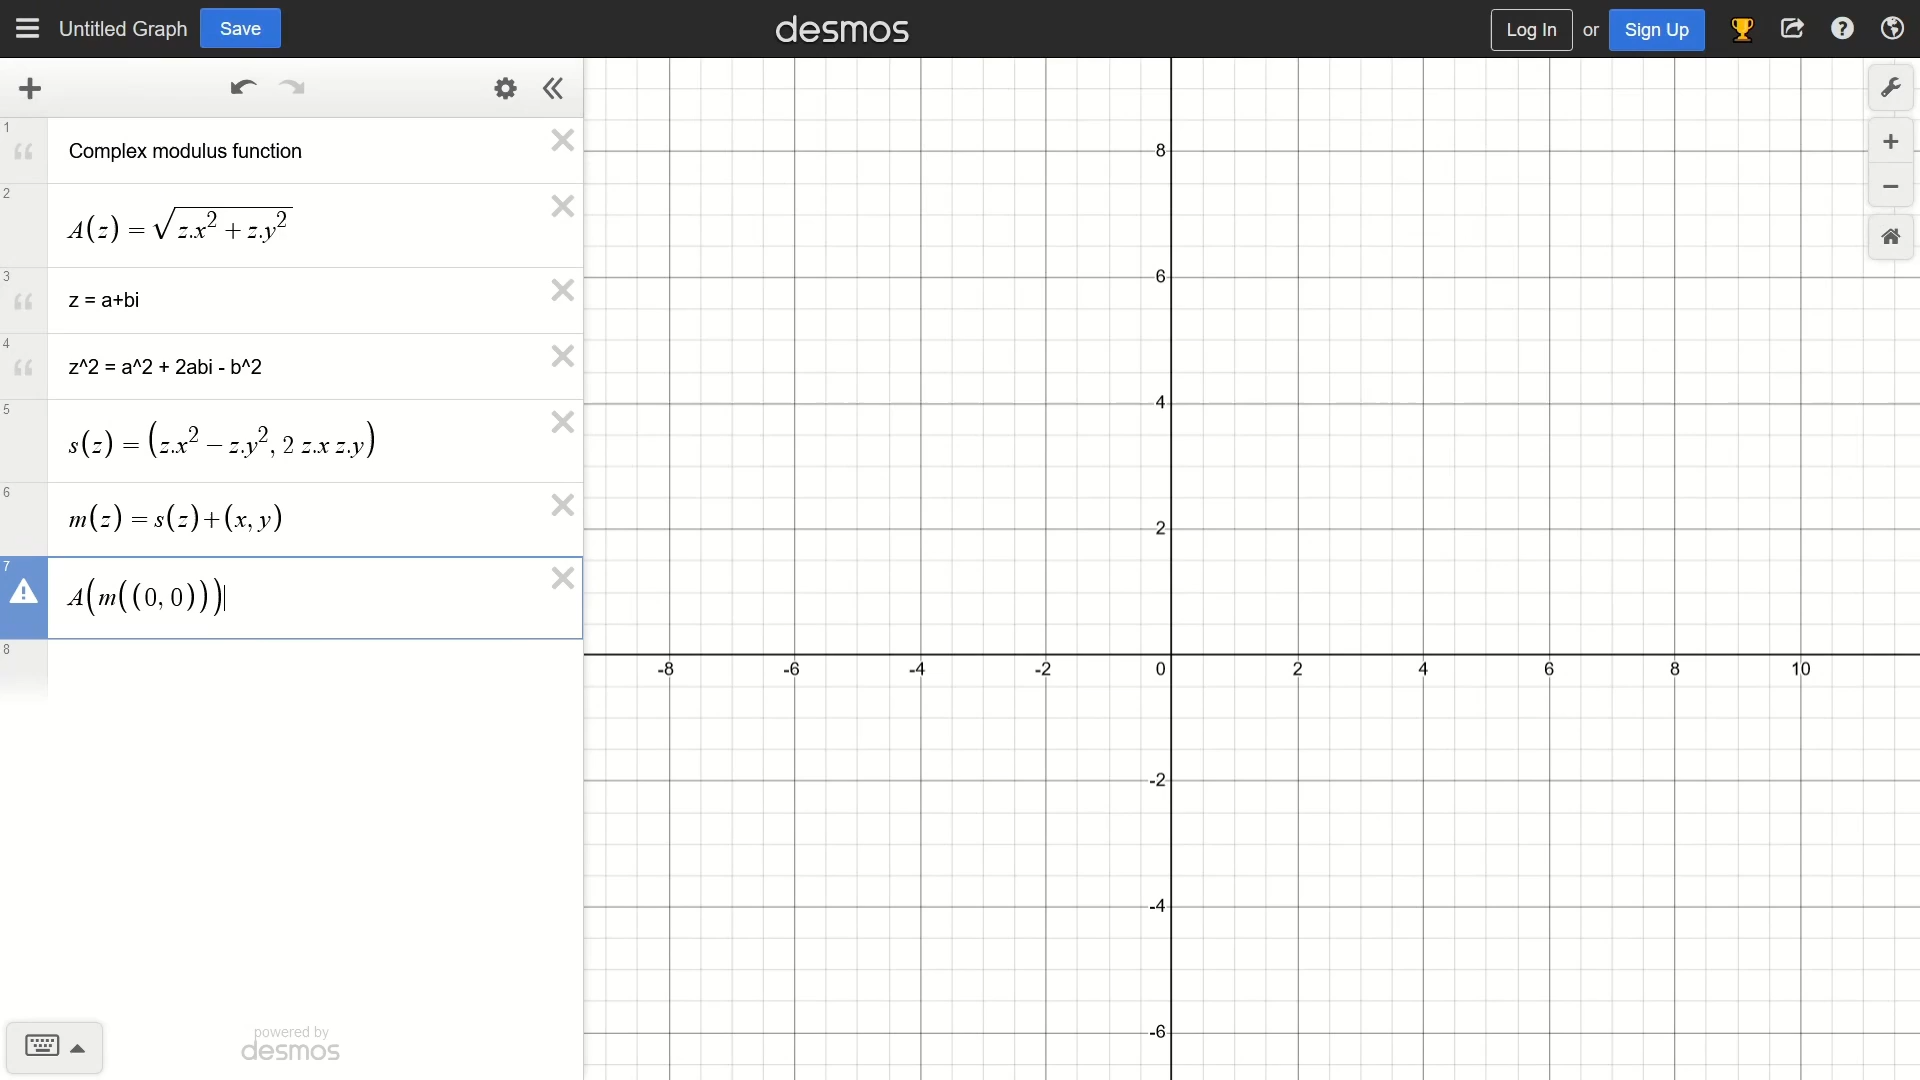 Untitled Graph
Save
desmos
Log In
or
Sign Up
1
Complex modulus function
2
A(z) = √z.x² + z.y²
3
z = a+bi
4
z^2 = a^2 + 2abi - b^2
5
s(z) = (z.x² − z.y², 2 z.x z.y)
6
m(z) = s(z)+(x, y)
7
A(m((0, 0)))
8
powered by
desmos
8
6
4
2
-8 -6 -4 -2 0 2 4 6 8 10
-2
-4
-6